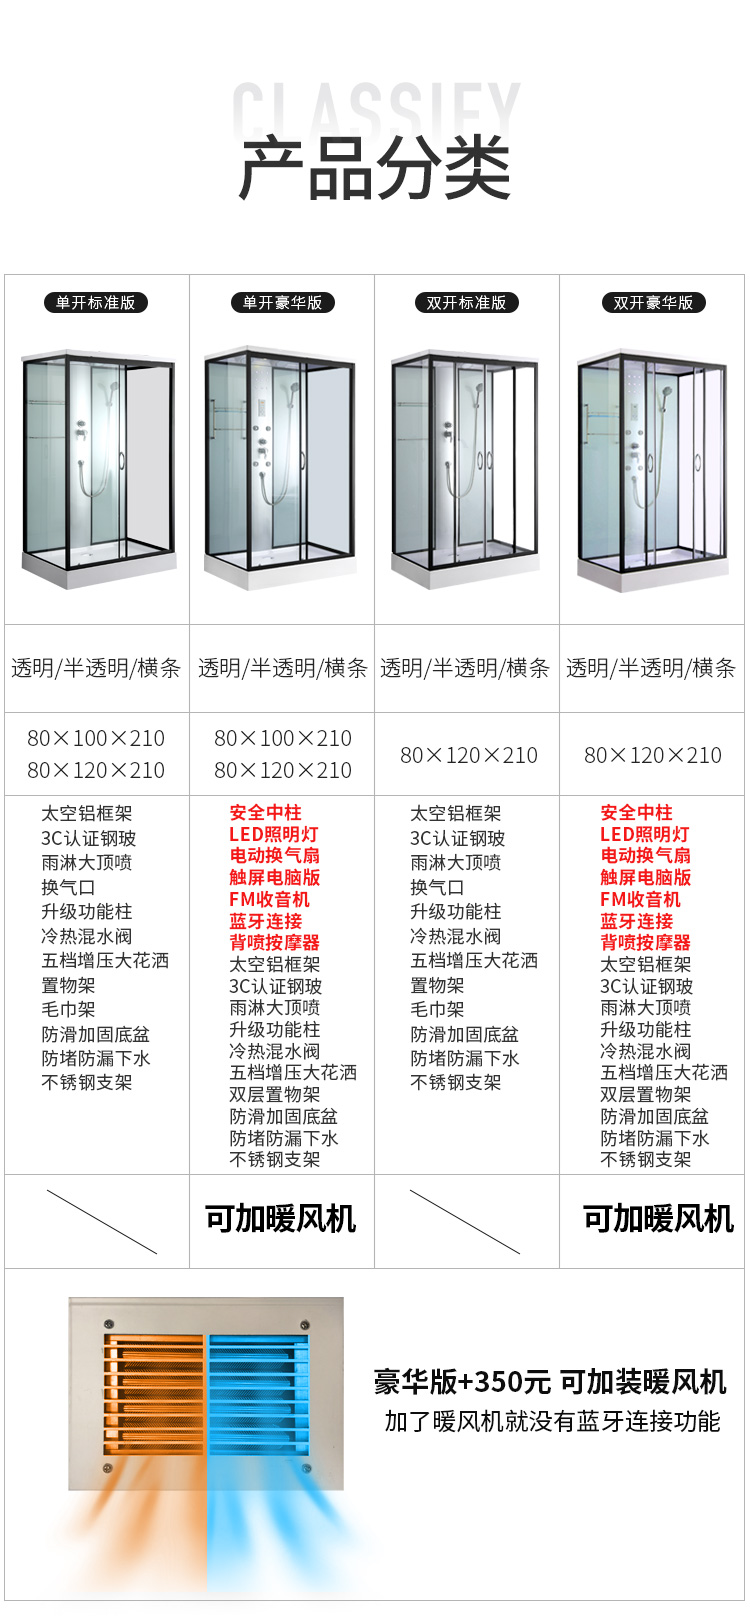 CLASSIFY
产品分类
单开标准版
单开豪华版
双开标准版
双开豪华版
透明/半透明/横条
透明/半透明/横条
透明/半透明/横条
透明/半透明/横条
80×100×210
80×120×210
80×100×210
80×120×210
80×120×210
80×120×210
太空铝框架
3C认证钢玻
雨淋大顶喷
换气口
升级功能柱
冷热混水阀
五档增压大花洒
置物架
毛巾架
防滑加固底盆
防堵防漏下水
不锈钢支架
安全中柱
LED照明灯
电动换气扇
触屏电脑版
FM收音机
蓝牙连接
背喷按摩器
太空铝框架
3C认证钢玻
雨淋大顶喷
升级功能柱
冷热混水阀
五档增压大花洒
双层置物架
防滑加固底盆
防堵防漏下水
不锈钢支架
太空铝框架
3C认证钢玻
雨淋大顶喷
换气口
升级功能柱
冷热混水阀
五档增压大花洒
置物架
毛巾架
防滑加固底盆
防堵防漏下水
不锈钢支架
安全中柱
LED照明灯
电动换气扇
触屏电脑版
FM收音机
蓝牙连接
背喷按摩器
太空铝框架
3C认证钢玻
雨淋大顶喷
升级功能柱
冷热混水阀
五档增压大花洒
双层置物架
防滑加固底盆
防堵防漏下水
不锈钢支架
可加暖风机
可加暖风机
豪华版+350元 可加装暖风机
加了暖风机就没有蓝牙连接功能